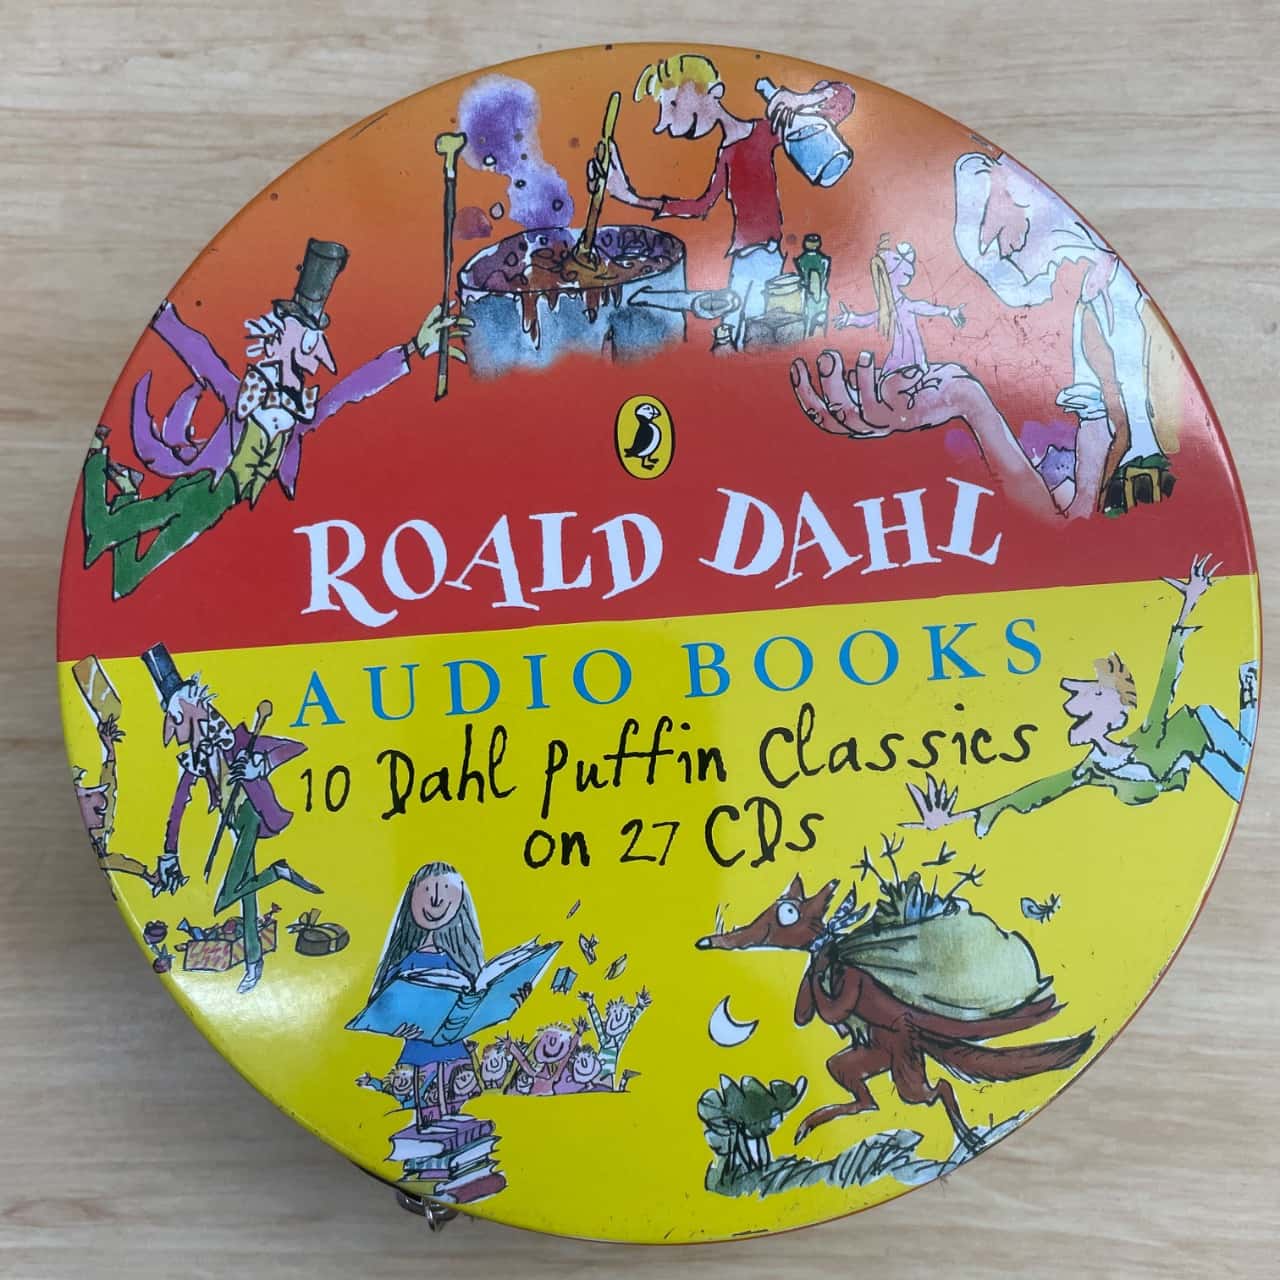 ROALD DAHL
AUDIO BOOKS
10 Dahl Puffin Classics
on 27 CDs